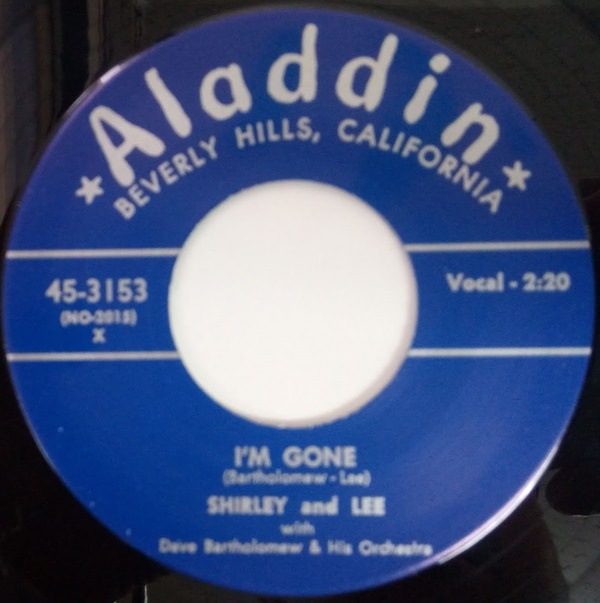 ★Aladdin★
BEVERLY HILLS, CALIFORNIA
45-3153
(NO-2015)
X
Vocal - 2:20
I'M GONE
(Bartholomew - Lee)
SHIRLEY and LEE
with
Dave Bartholomew & His Orchestra